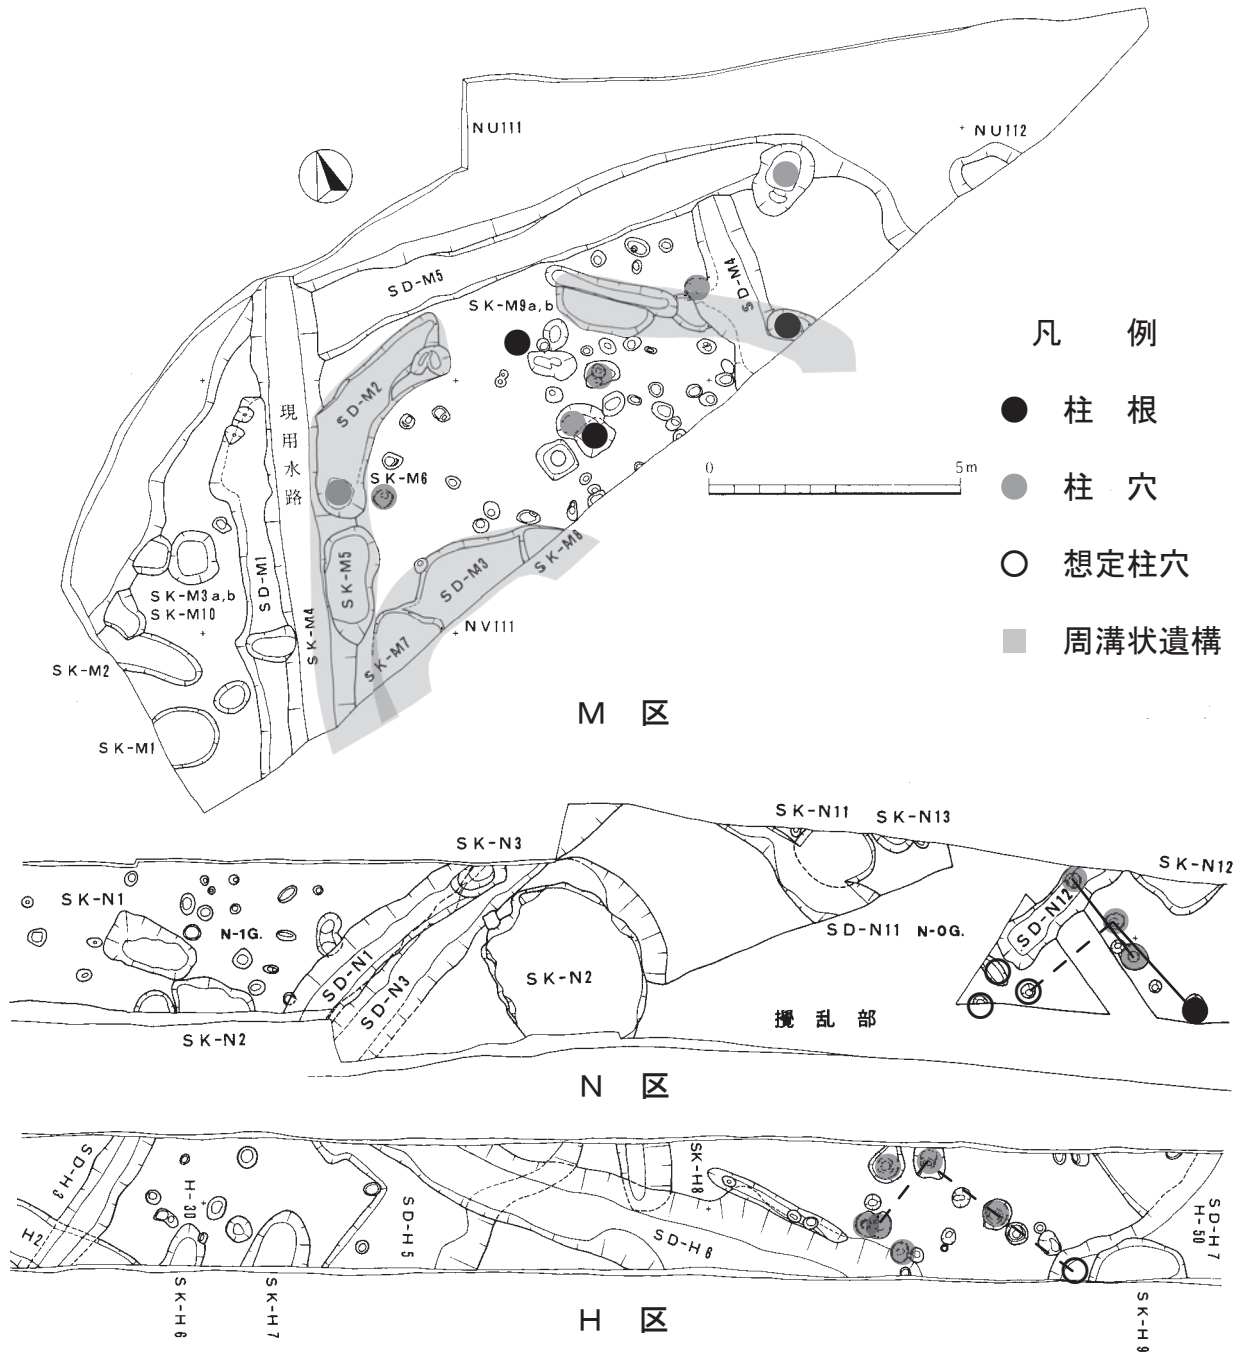 NU111
NU112
SD-M5
SK-M9a,b
SD-M4
SD-M2
現用水路
SK-M6
SD-M1
SK-M3a,b
SK-M10
SK-M5
SD-M3
SK-M8
SK-M4
SK-M7
NV111
SK-M2
SK-M1
M 区
凡 例
柱 根
柱 穴
想定柱穴
周溝状遺構
0 5m
SK-N3
SK-N11
SK-N13
SK-N12
SK-N1
N-1G.
SD-N1
SD-N3
SK-N2
SD-N11
N-0G.
SD-N12
SK-N2
攪 乱 部
N 区
SD-H3
H2
H-30
SD-H5
SK-H8
SD-H6
SD-H7
H-50
SK-H6
SK-H7
SK-H9
H 区